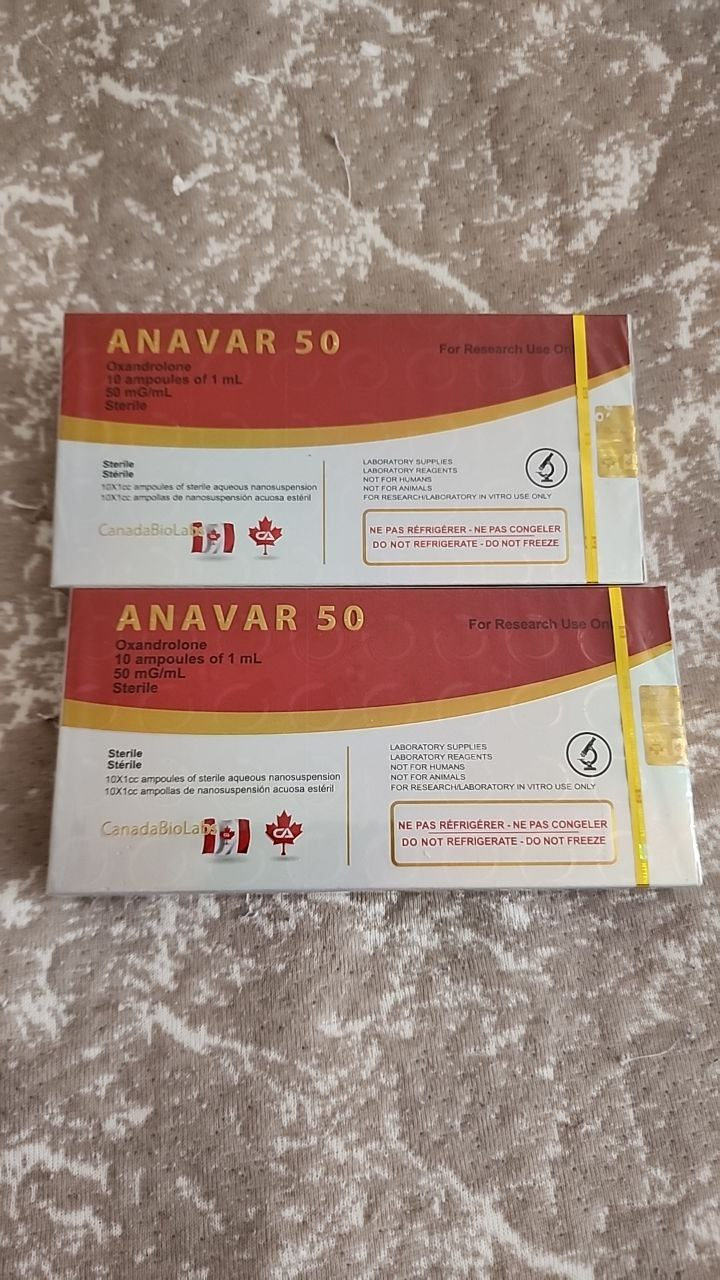 ANAVAR 50
For Research Use On
Oxandrolone
10 ampoules of 1 mL
50 mG/mL
Sterile
Sterile
Stérile
10X1cc ampoules of sterile aqueous nanosuspension
10X1cc ampollas de nanosuspensión acuosa estéril
CanadaBioLabs
CA
LABORATORY SUPPLIES
LABORATORY REAGENTS
NOT FOR HUMANS
NOT FOR ANIMALS
FOR RESEARCH/LABORATORY IN VITRO USE ONLY
NE PAS RÉFRIGÉRER - NE PAS CONGELER
DO NOT REFRIGERATE - DO NOT FREEZE
ANAVAR 50
For Research Use On
Oxandrolone
10 ampoules of 1 mL
50 mG/mL
Sterile
Sterile
Stérile
10X1cc ampoules of sterile aqueous nanosuspension
10X1cc ampollas de nanosuspensión acuosa estéril
CanadaBioLabs
CA
LABORATORY SUPPLIES
LABORATORY REAGENTS
NOT FOR HUMANS
NOT FOR ANIMALS
FOR RESEARCH/LABORATORY IN VITRO USE ONLY
NE PAS RÉFRIGÉRER - NE PAS CONGELER
DO NOT REFRIGERATE - DO NOT FREEZE